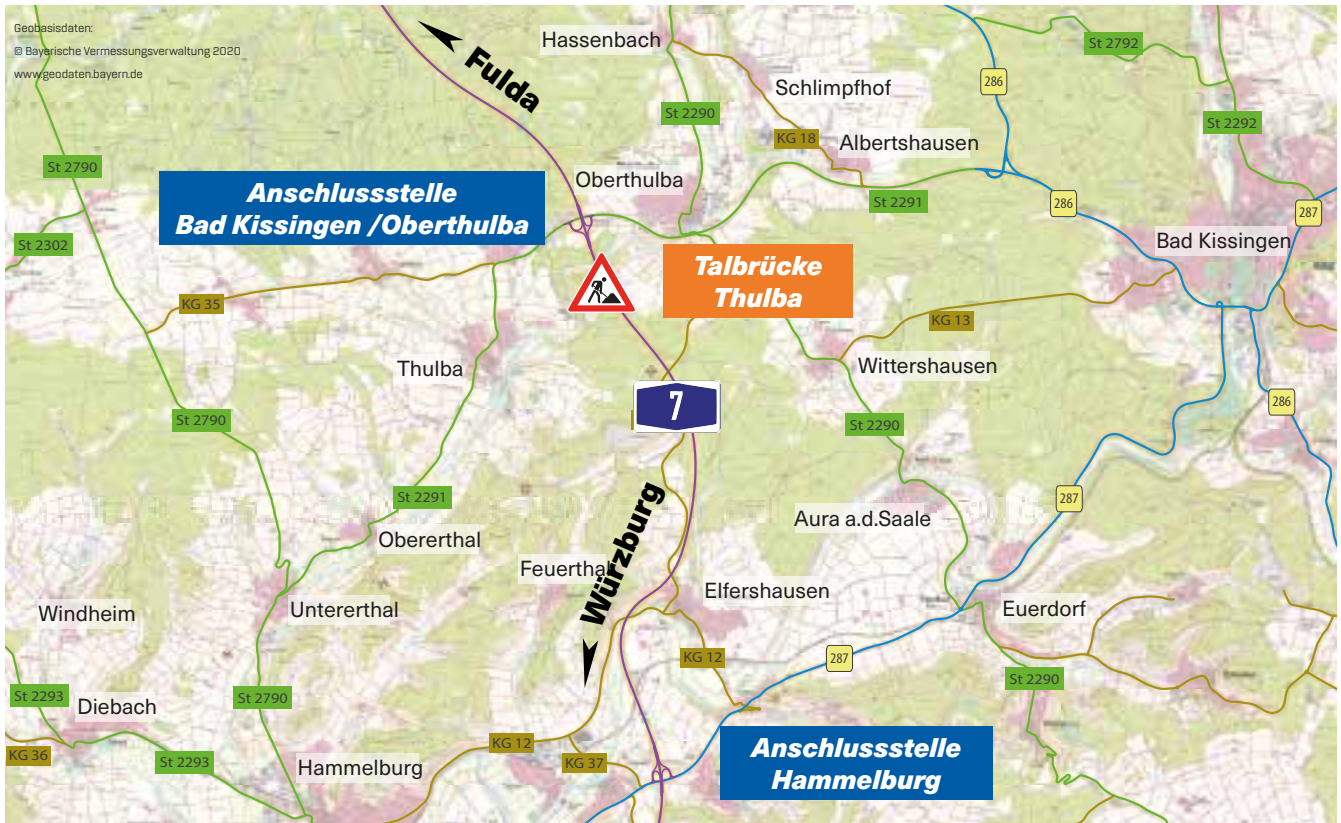 Geobasisdaten:
© Bayerische Vermessungsverwaltung 2020
www.geodaten.bayern.de
Fulda
Hassenbach
St 2792
286
Schlimpfhof
St 2290
St 2292
KG 18
Albertshausen
St 2790
Oberthulba
Anschlussstelle
Bad Kissingen /Oberthulba
St 2291
286
287
St 2302
Bad Kissingen
Talbrücke
Thulba
KG 35
KG 13
Thulba
Wittershausen
7
286
St 2790
St 2290
St 2291
287
Würzburg
Aura a.d.Saale
Obererthal
Feuerthal
Elfershausen
Windheim
Untererthal
Euerdorf
KG 12
287
St 2293
St 2790
St 2290
Diebach
KG 36
St 2293
KG 12
KG 37
Hammelburg
Anschlussstelle
Hammelburg